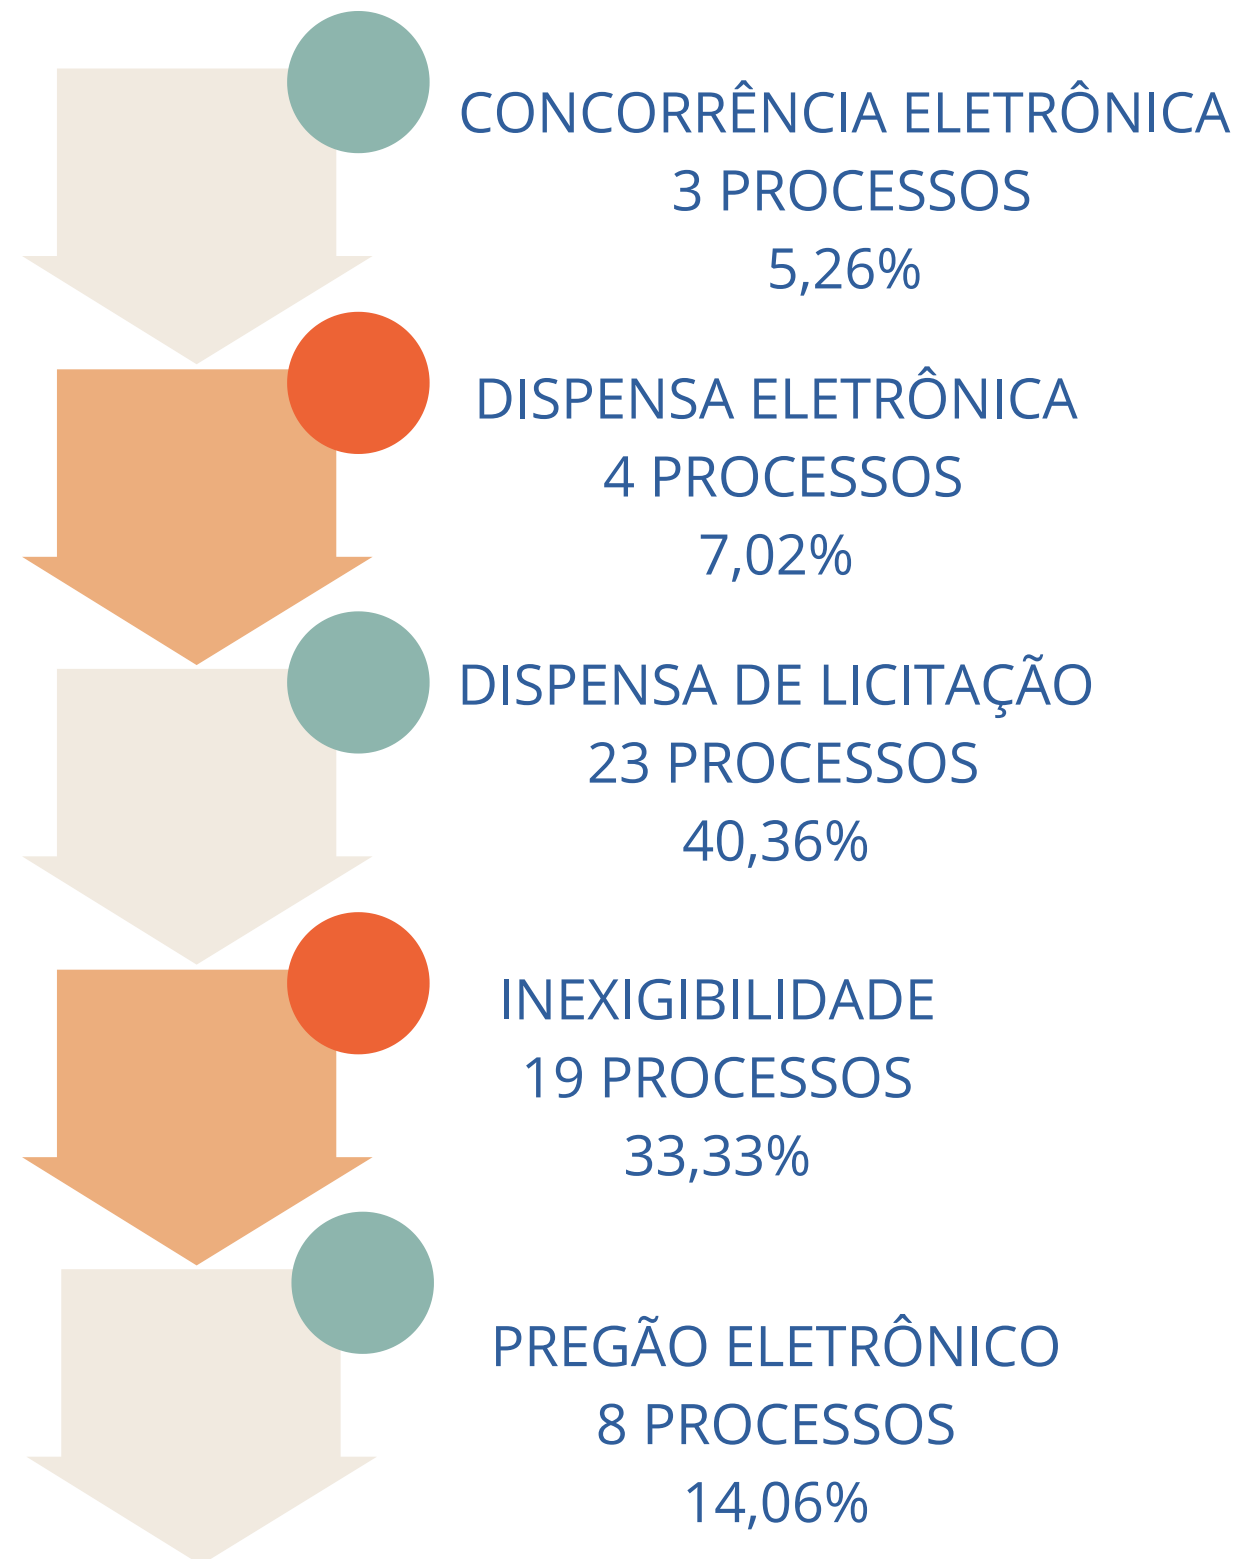 CONCORRÊNCIA ELETRÔNICA
3 PROCESSOS
5,26%
DISPENSA ELETRÔNICA
4 PROCESSOS
7,02%
DISPENSA DE LICITAÇÃO
23 PROCESSOS
40,36%
INEXIGIBILIDADE
19 PROCESSOS
33,33%
PREGÃO ELETRÔNICO
8 PROCESSOS
14,06%